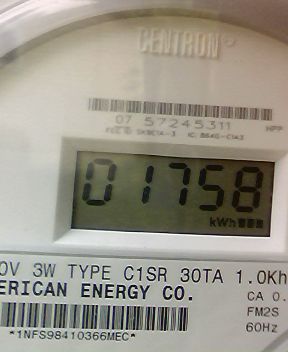 CENTRON®
07 57245311
HPP
01758
kWh
0V 3W TYPE C1SR 30TA 1.0Kh
ERICAN ENERGY CO.
CA 0.
FM2S
60Hz
*1NFS98410366MEC*